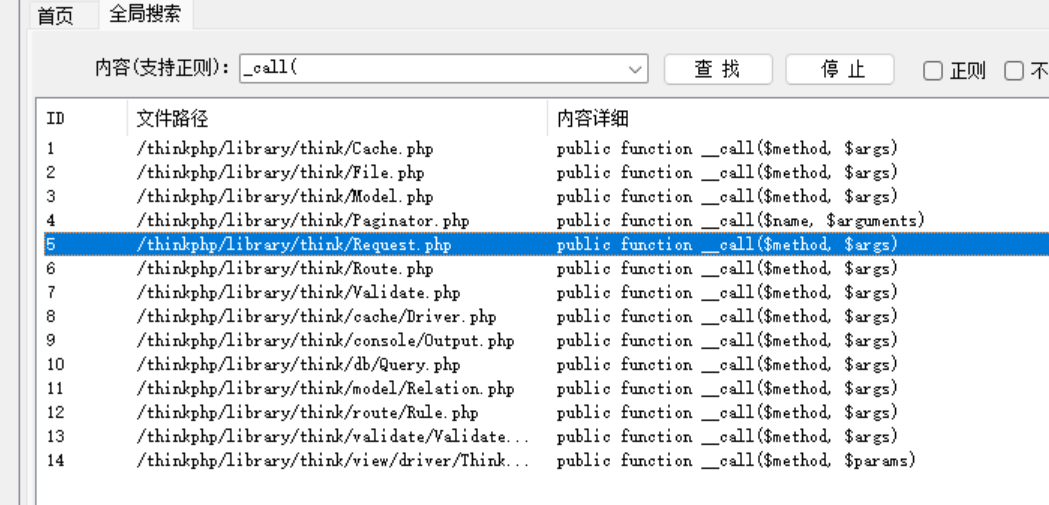 首页 全局搜索
内容(支持正则): _call( 查 找 停 止 正则 不
ID 文件路径 内容详细
1 /thinkphp/library/think/Cache.php public function __call($method, $args)
2 /thinkphp/library/think/File.php public function __call($method, $args)
3 /thinkphp/library/think/Model.php public function __call($method, $args)
4 /thinkphp/library/think/Paginator.php public function __call($name, $arguments)
5 /thinkphp/library/think/Request.php public function __call($method, $args)
6 /thinkphp/library/think/Route.php public function __call($method, $args)
7 /thinkphp/library/think/Validate.php public function __call($method, $args)
8 /thinkphp/library/think/cache/Driver.php public function __call($method, $args)
9 /thinkphp/library/think/console/Output.php public function __call($method, $args)
10 /thinkphp/library/think/db/Query.php public function __call($method, $args)
11 /thinkphp/library/think/model/Relation.php public function __call($method, $args)
12 /thinkphp/library/think/route/Rule.php public function __call($method, $args)
13 /thinkphp/library/think/validate/Validate... public function __call($method, $args)
14 /thinkphp/library/think/view/driver/Think... public function __call($method, $params)